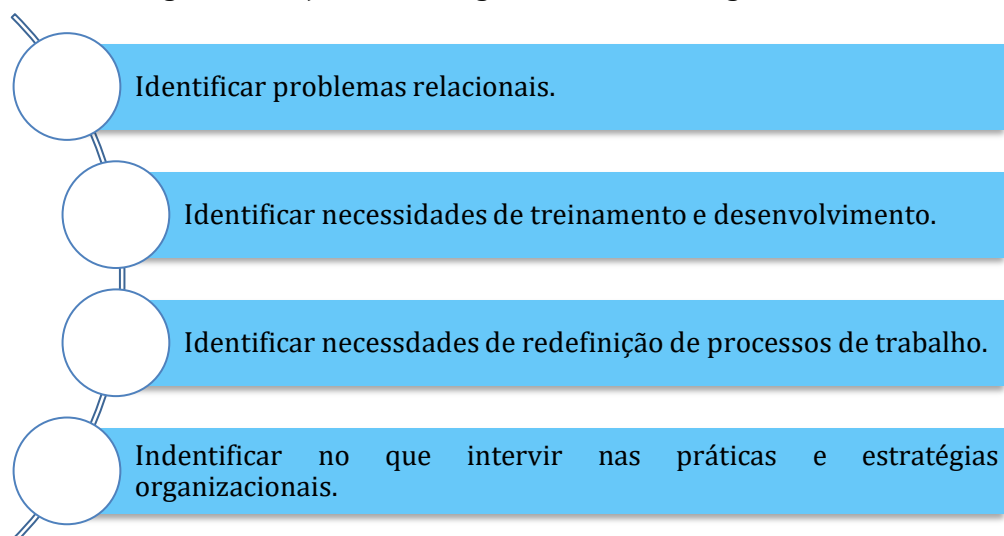 Identificar problemas relacionais.
Identificar necessidades de treinamento e desenvolvimento.
Identificar necessdades de redefinição de processos de trabalho.
Indentificar no que intervir nas práticas e estratégias
organizacionais.